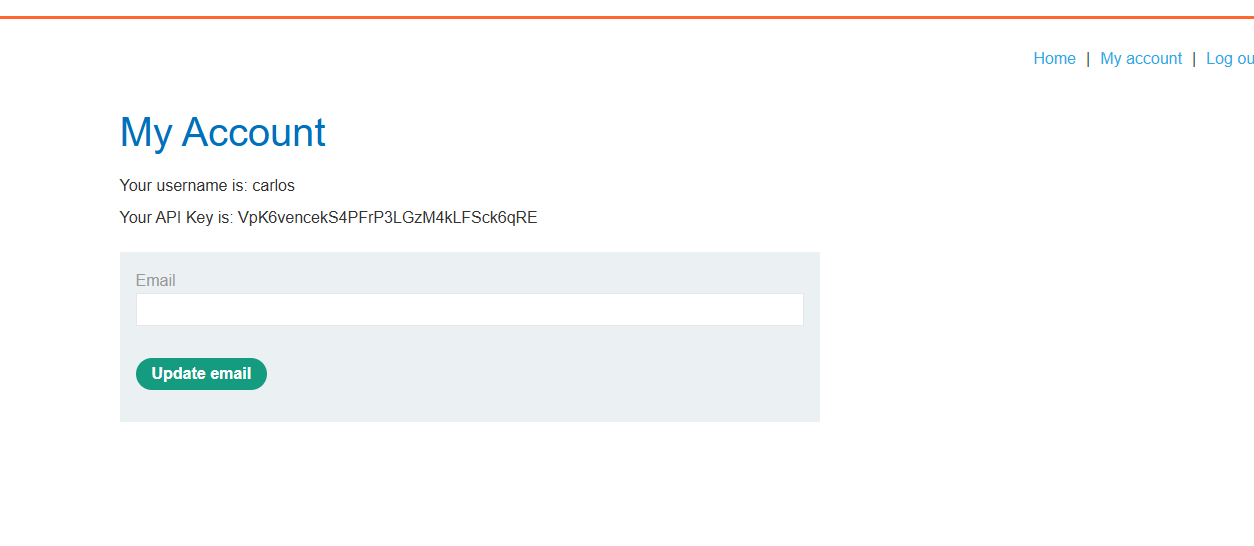 Home | My account | Log ou
My Account
Your username is: carlos
Your API Key is: VpK6vencekS4PFrP3LGzM4kLFSck6qRE
Email
Update email